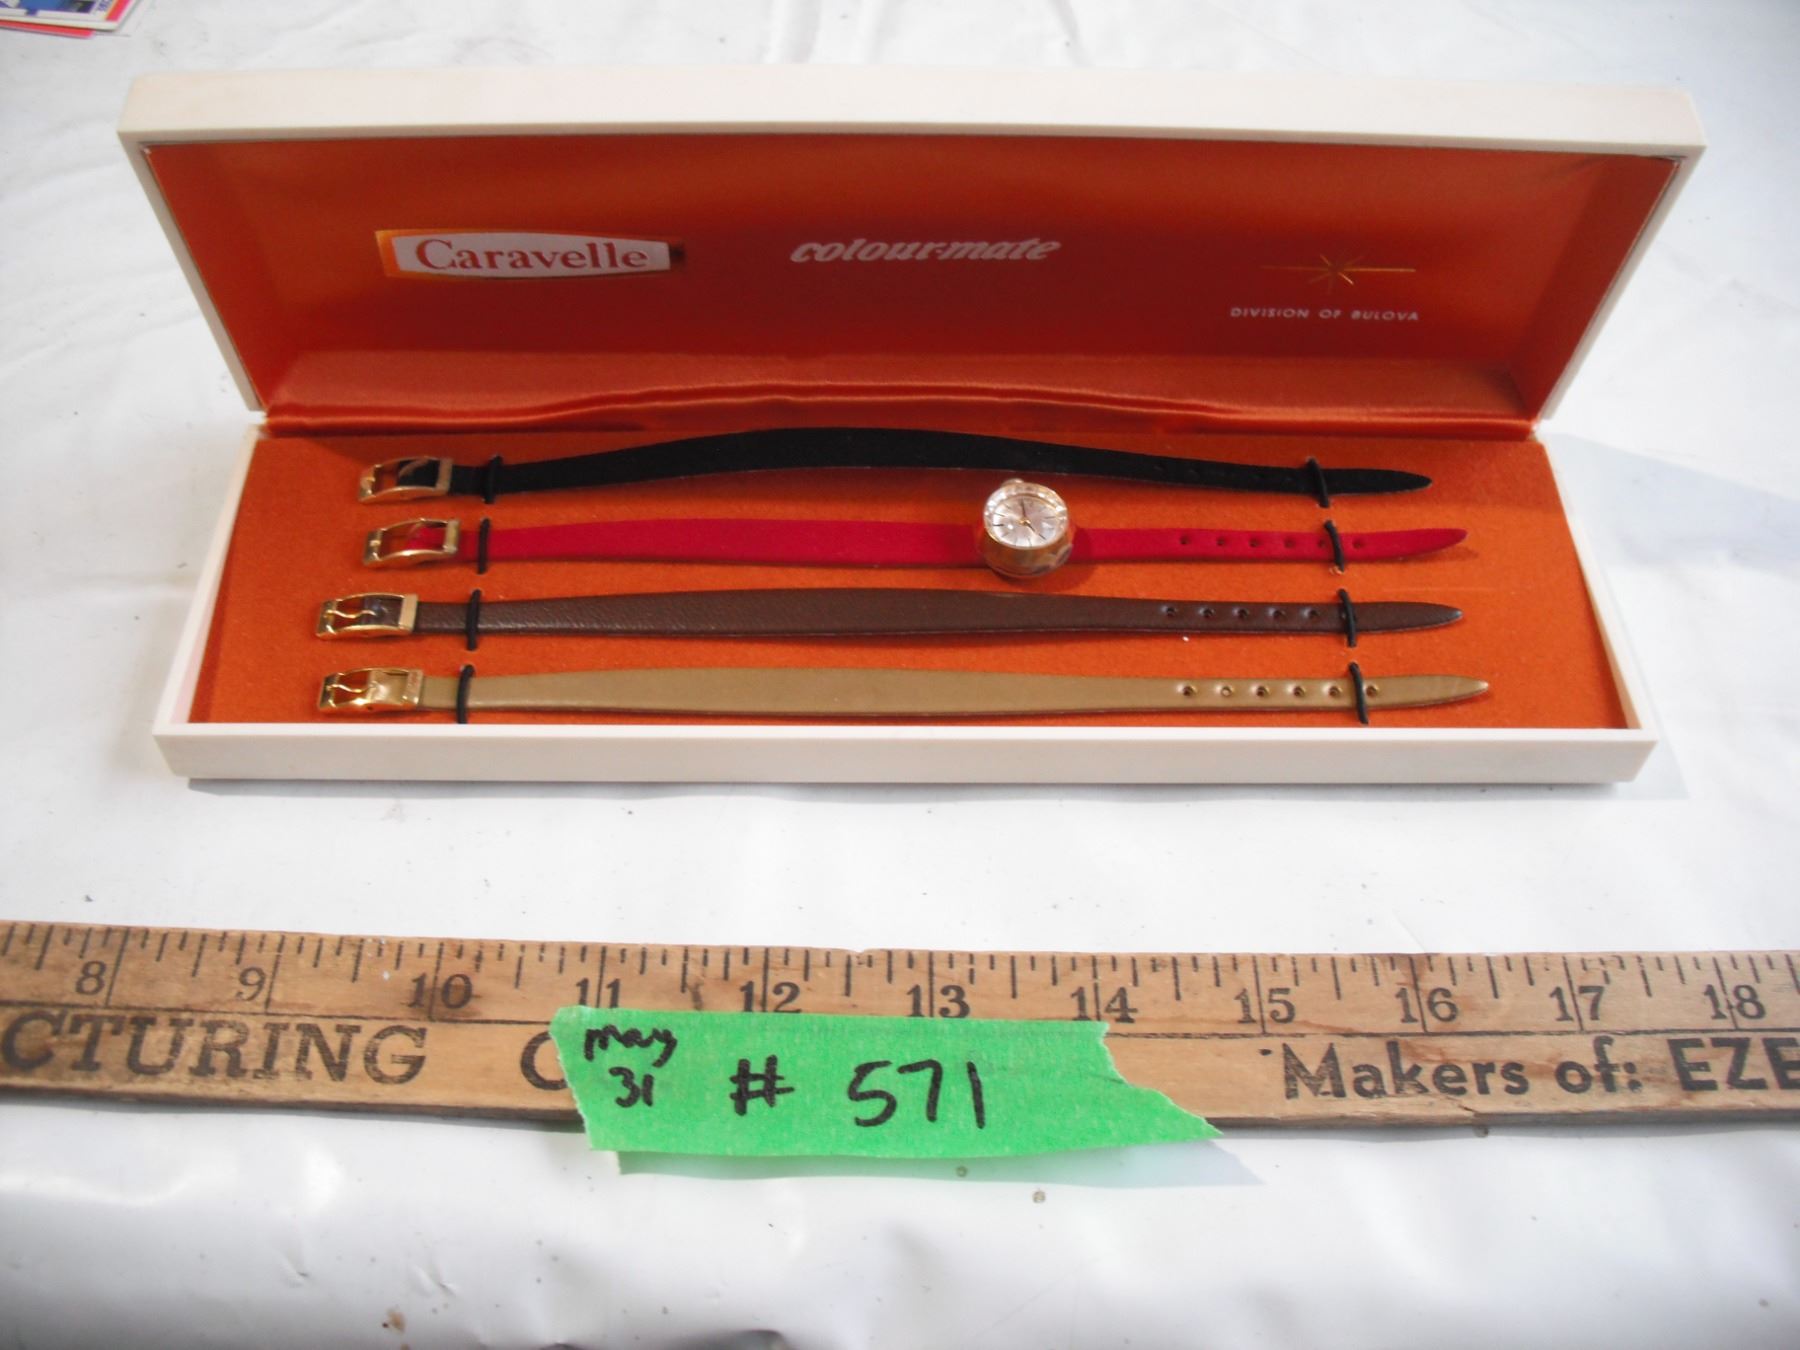 Caravelle
colour-mate
DIVISION OF BULOVA
8 9 10 11 12 13 14 15 16 17 18
CTURING C
Makers of: EZE
may
31
# 571